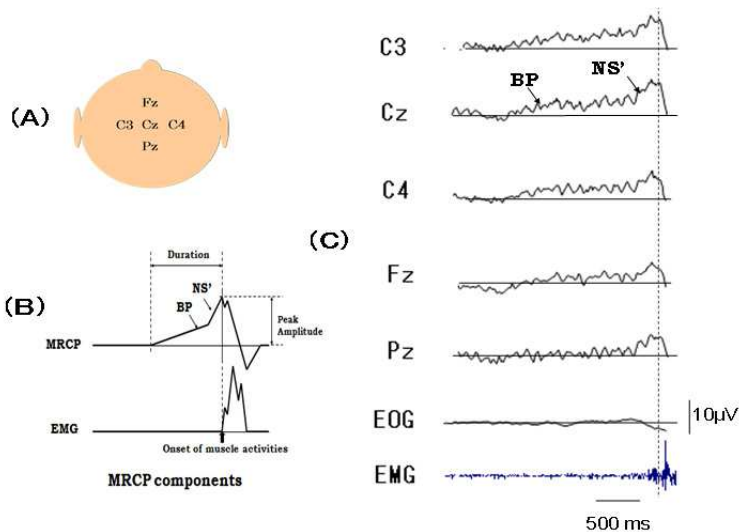 (A)
Fz
C3 Cz C4
Pz
(B)
Duration
NS'
BP
Peak
Amplitude
MRCP
EMG
Onset of muscle activities
MRCP components
(C)
C3
BP
NS'
Cz
C4
Fz
Pz
EOG
10μV
EMG
500 ms